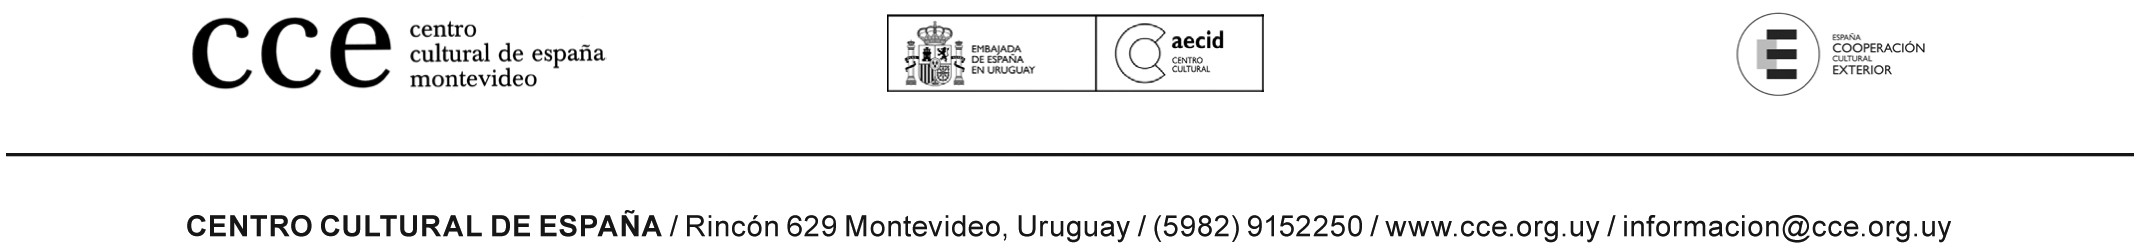 cce
centro
cultural de españa
montevideo
EMBAJADA
DE ESPAÑA
EN URUGUAY
aecid
CENTRO
CULTURAL
ESPAÑA
COOPERACIÓN
CULTURAL
EXTERIOR
CENTRO CULTURAL DE ESPAÑA / Rincón 629 Montevideo, Uruguay / (5982) 9152250 / www.cce.org.uy / informacion@cce.org.uy